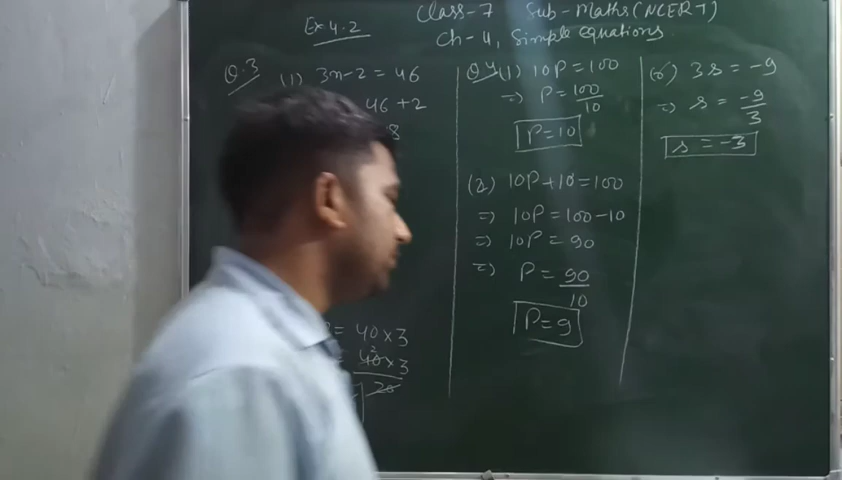 Ex-4.2
Class-7 Sub-Maths (NCERT)
Ch-4, Simple equations
Q.3
(1) 3n-2 = 46
46 +2
8
= 40×3
40² ×3
20
Q.4 (1) 10P = 100
=) P = 100/10
P = 10
(2) 10P+10 = 100
=) 10P = 100-10
=) 10P = 90
=) P = 90/10
P = 9
3s = -9
=) s = -9/3
s = -3